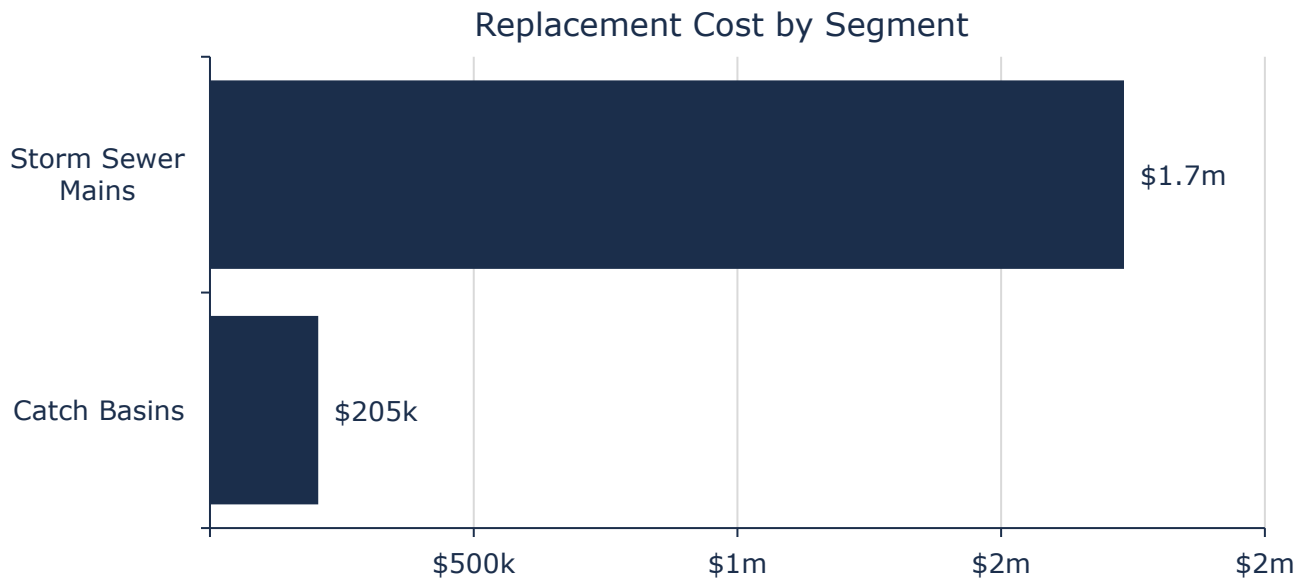 Replacement Cost by Segment
Storm Sewer
Mains
$1.7m
Catch Basins
$205k
$500k
$1m
$2m
$2m